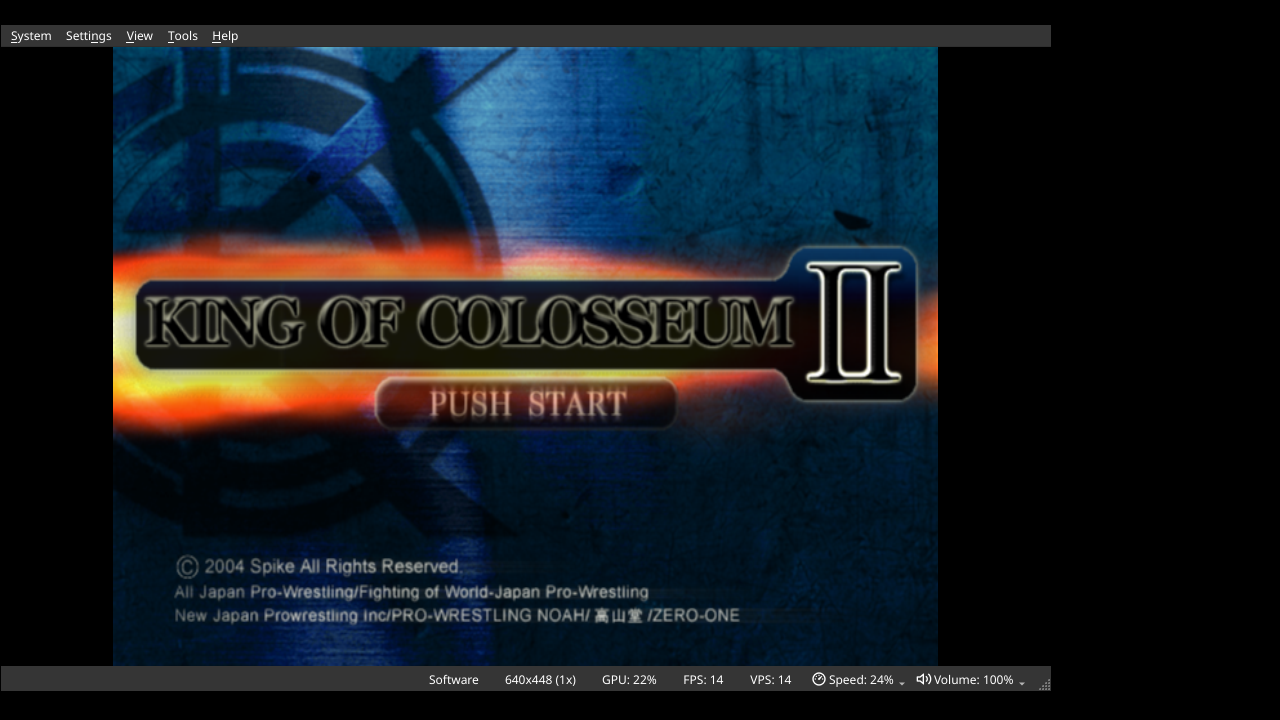 System Settings View Tools Help
KING OF COLOSSEUM II
PUSH START
© 2004 Spike All Rights Reserved.
All Japan Pro-Wrestling/Fighting of World-Japan Pro-Wrestling
New Japan Prowrestling Inc/PRO-WRESTLING NOAH/ 高山堂 /ZERO-ONE
Software 640x448 (1x) GPU: 22% FPS: 14 VPS: 14 Speed: 24% Volume: 100%